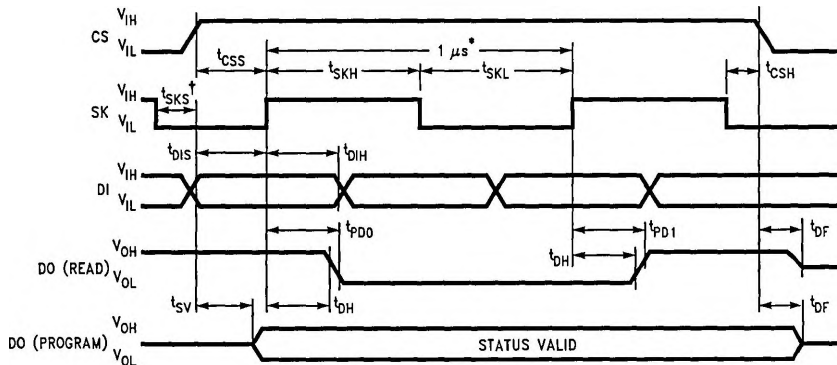 CS V_IH
V_IL
t_CSS
1 μs*
t_SKH
t_SKL
t_CSH
SK V_IH
V_IL
t_SKS†
t_DIS
t_DIH
DI V_IH
V_IL
t_PD0
t_PD1
t_DF
DO (READ) V_OH
V_OL
t_DH
t_SV
t_DH
t_DF
DO (PROGRAM) V_OH
V_OL
STATUS VALID